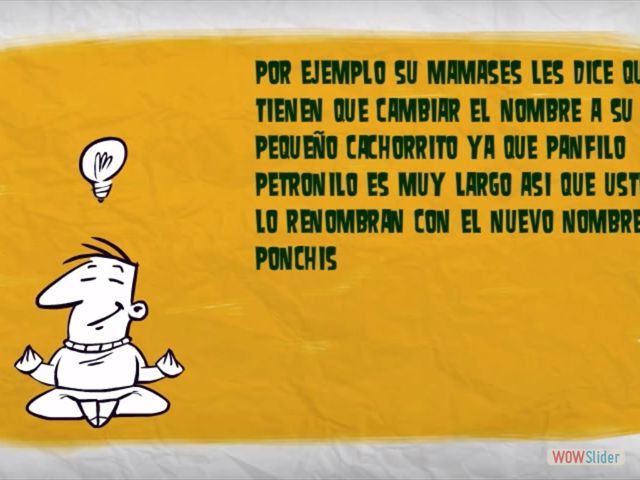 POR EJEMPLO SU MAMASES LES DICE QU
TIENEN QUE CAMBIAR EL NOMBRE A SU
PEQUEÑO CACHORRITO YA QUE PANFILO
PETRONILO ES MUY LARGO ASI QUE UST
LO RENOMBRAN CON EL NUEVO NOMBRE
PONCHIS
WOWSlider